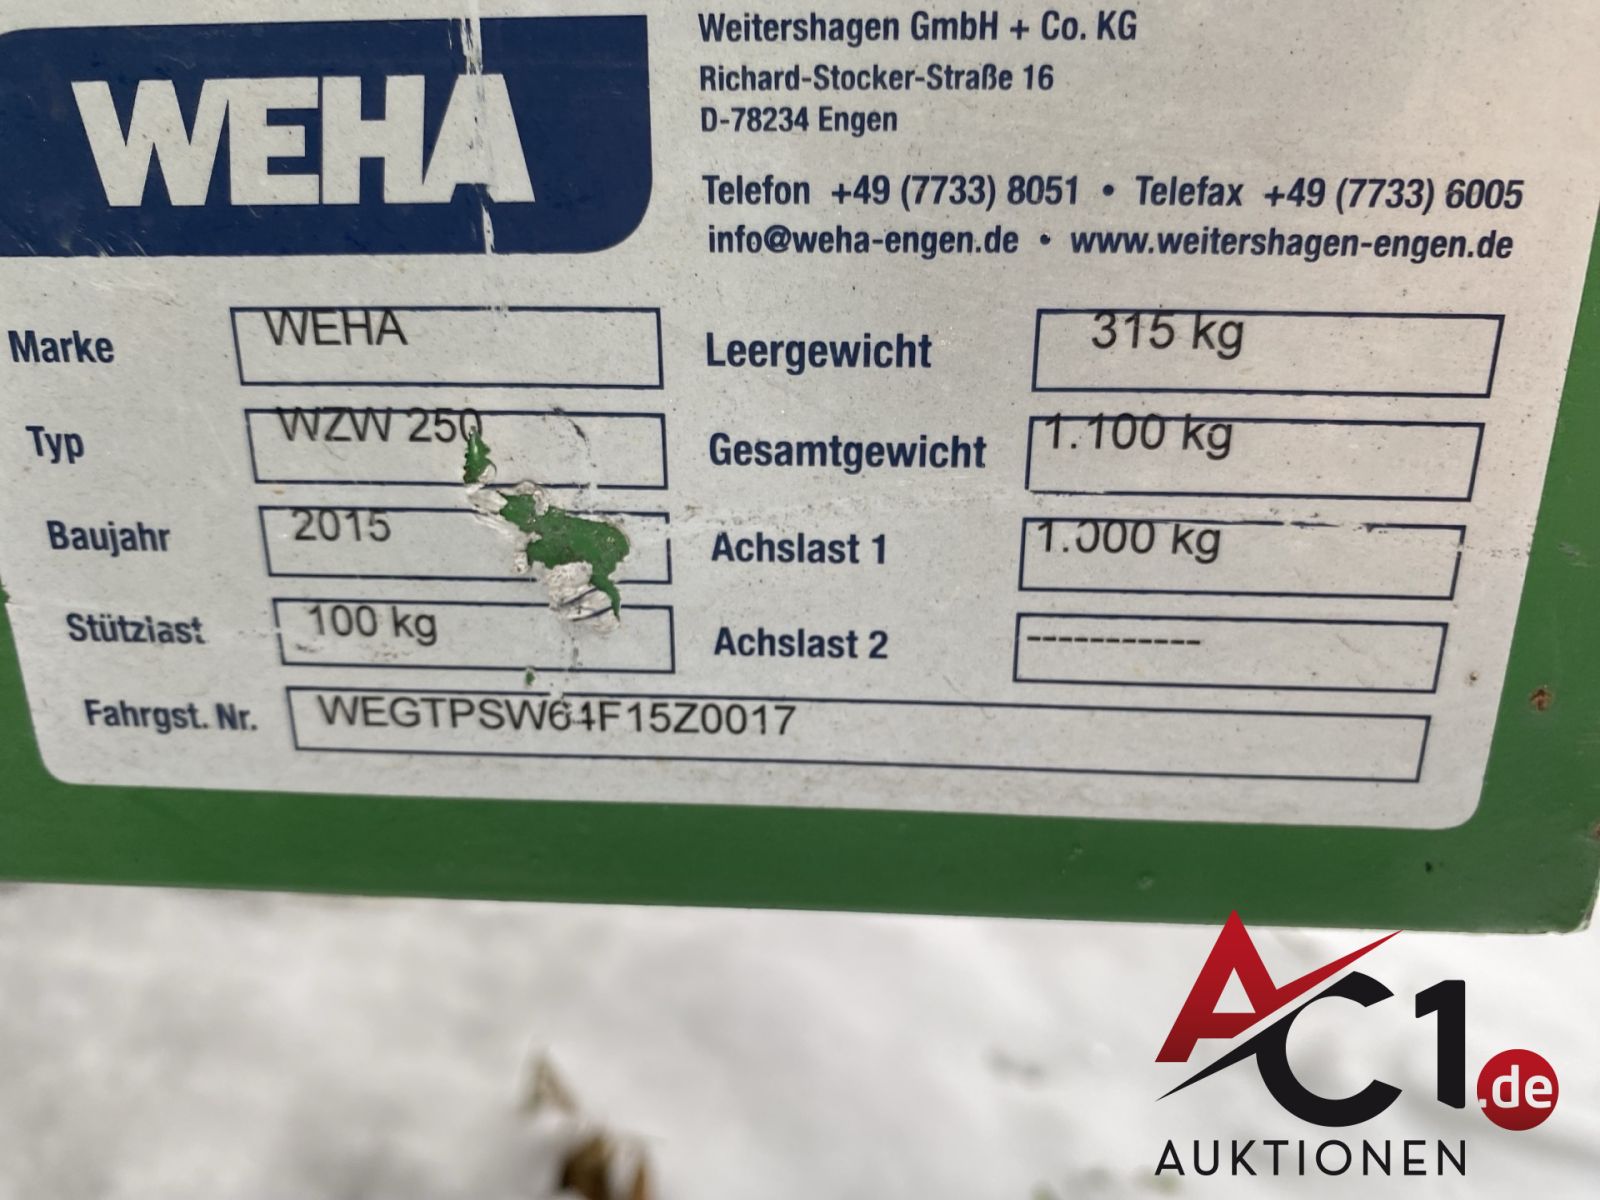 WEHA
Weitershagen GmbH + Co. KG
Richard-Stocker-Straße 16
D-78234 Engen
Telefon +49 (7733) 8051 • Telefax +49 (7733) 6005
info@weha-engen.de • www.weitershagen-engen.de
Marke WEHA Leergewicht 315 kg
Typ WZW 250 Gesamtgewicht 1.100 kg
Baujahr 2015 Achslast 1 1.000 kg
Stützlast 100 kg Achslast 2 -----------
Fahrgst. Nr. WEGTPSW64F15Z0017
AC1.de
AUKTIONEN